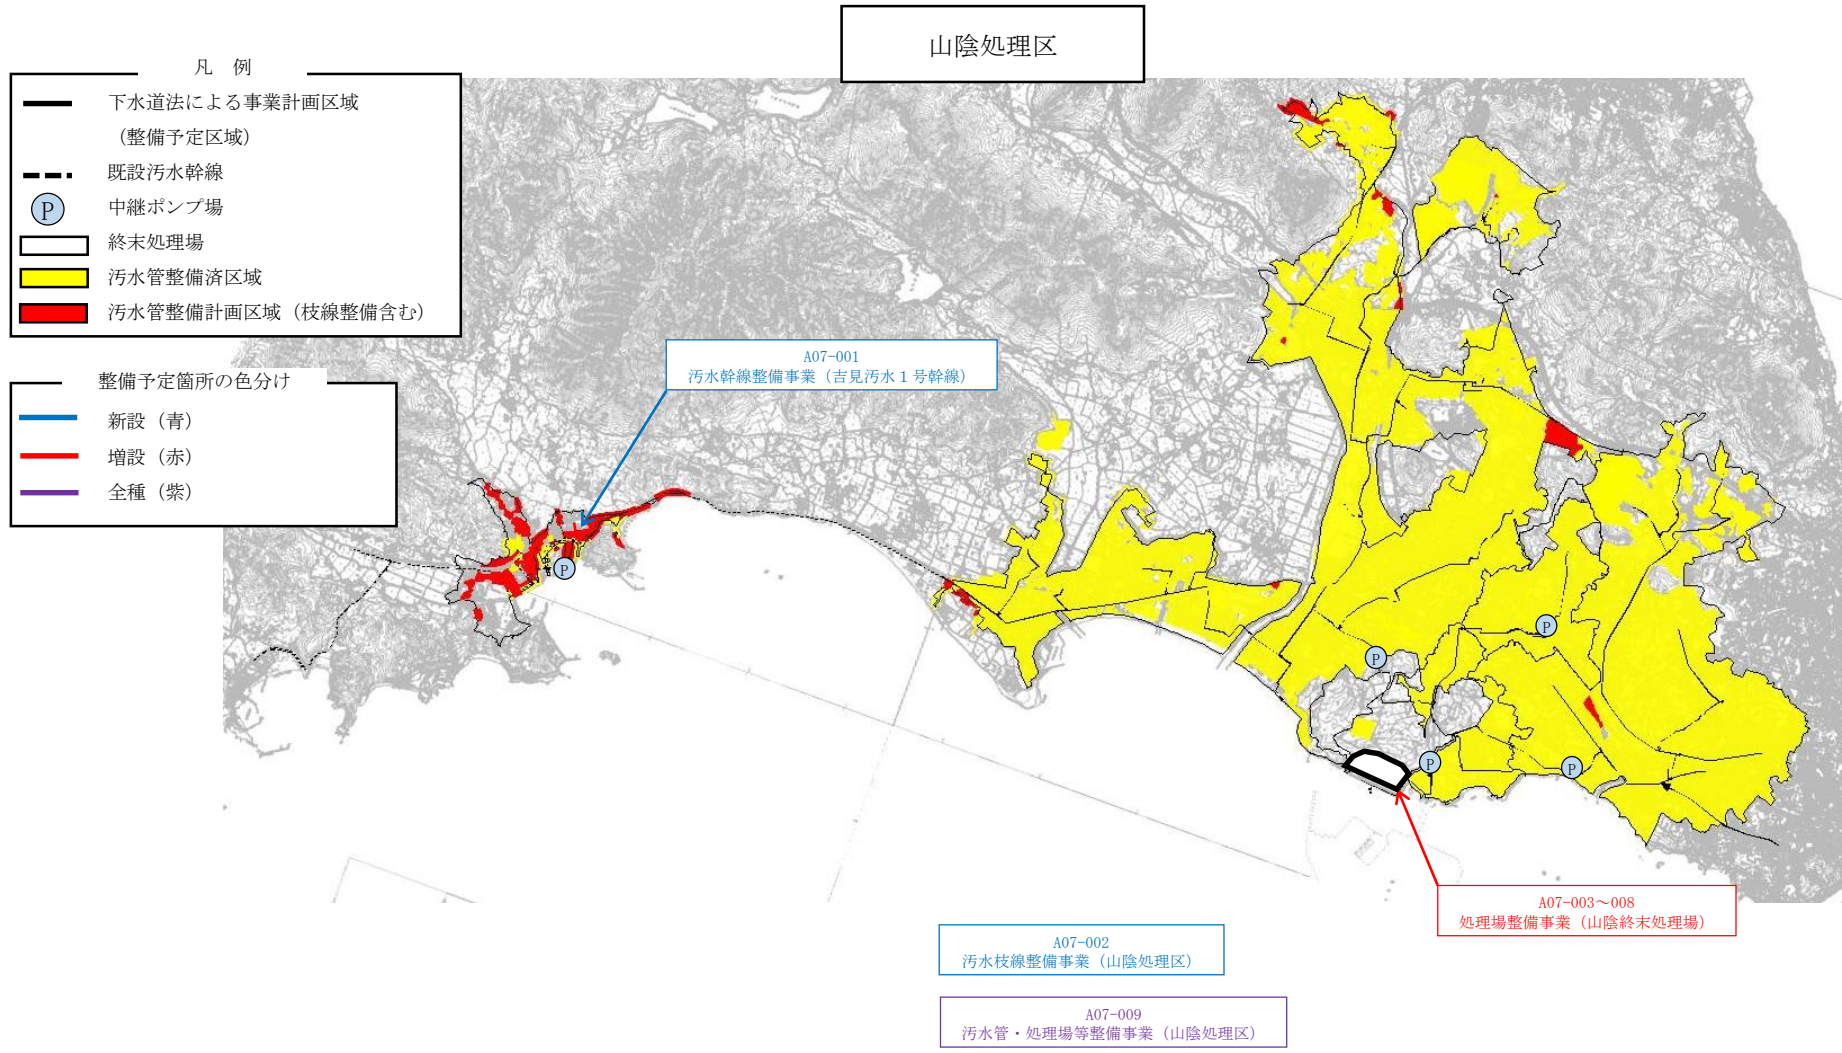 山陰処理区
凡　例
下水道法による事業計画区域
（整備予定区域）
既設汚水幹線
P
中継ポンプ場
終末処理場
汚水管整備済区域
汚水管整備計画区域（枝線整備含む）
整備予定箇所の色分け
新設（青）
増設（赤）
全種（紫）
A07-001
汚水幹線整備事業（吉見汚水１号幹線）
P
P
P
P
P
A07-003～008
処理場整備事業（山陰終末処理場）
A07-002
汚水枝線整備事業（山陰処理区）
A07-009
汚水管・処理場等整備事業（山陰処理区）